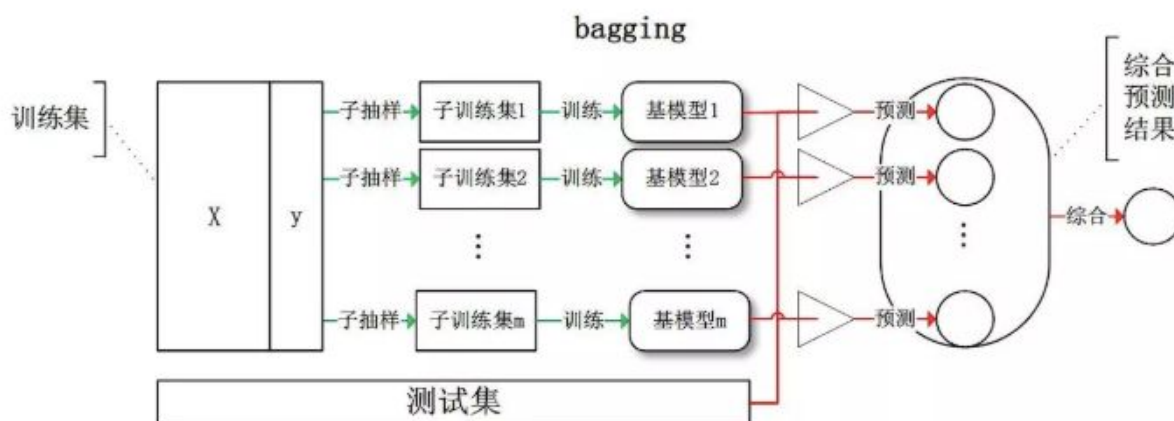 bagging
训练集
X
y
子抽样
子训练集1
训练
基模型1
预测
综合
预测
结果
子抽样
子训练集2
训练
基模型2
预测
综合
子抽样
子训练集m
训练
基模型m
预测
测试集